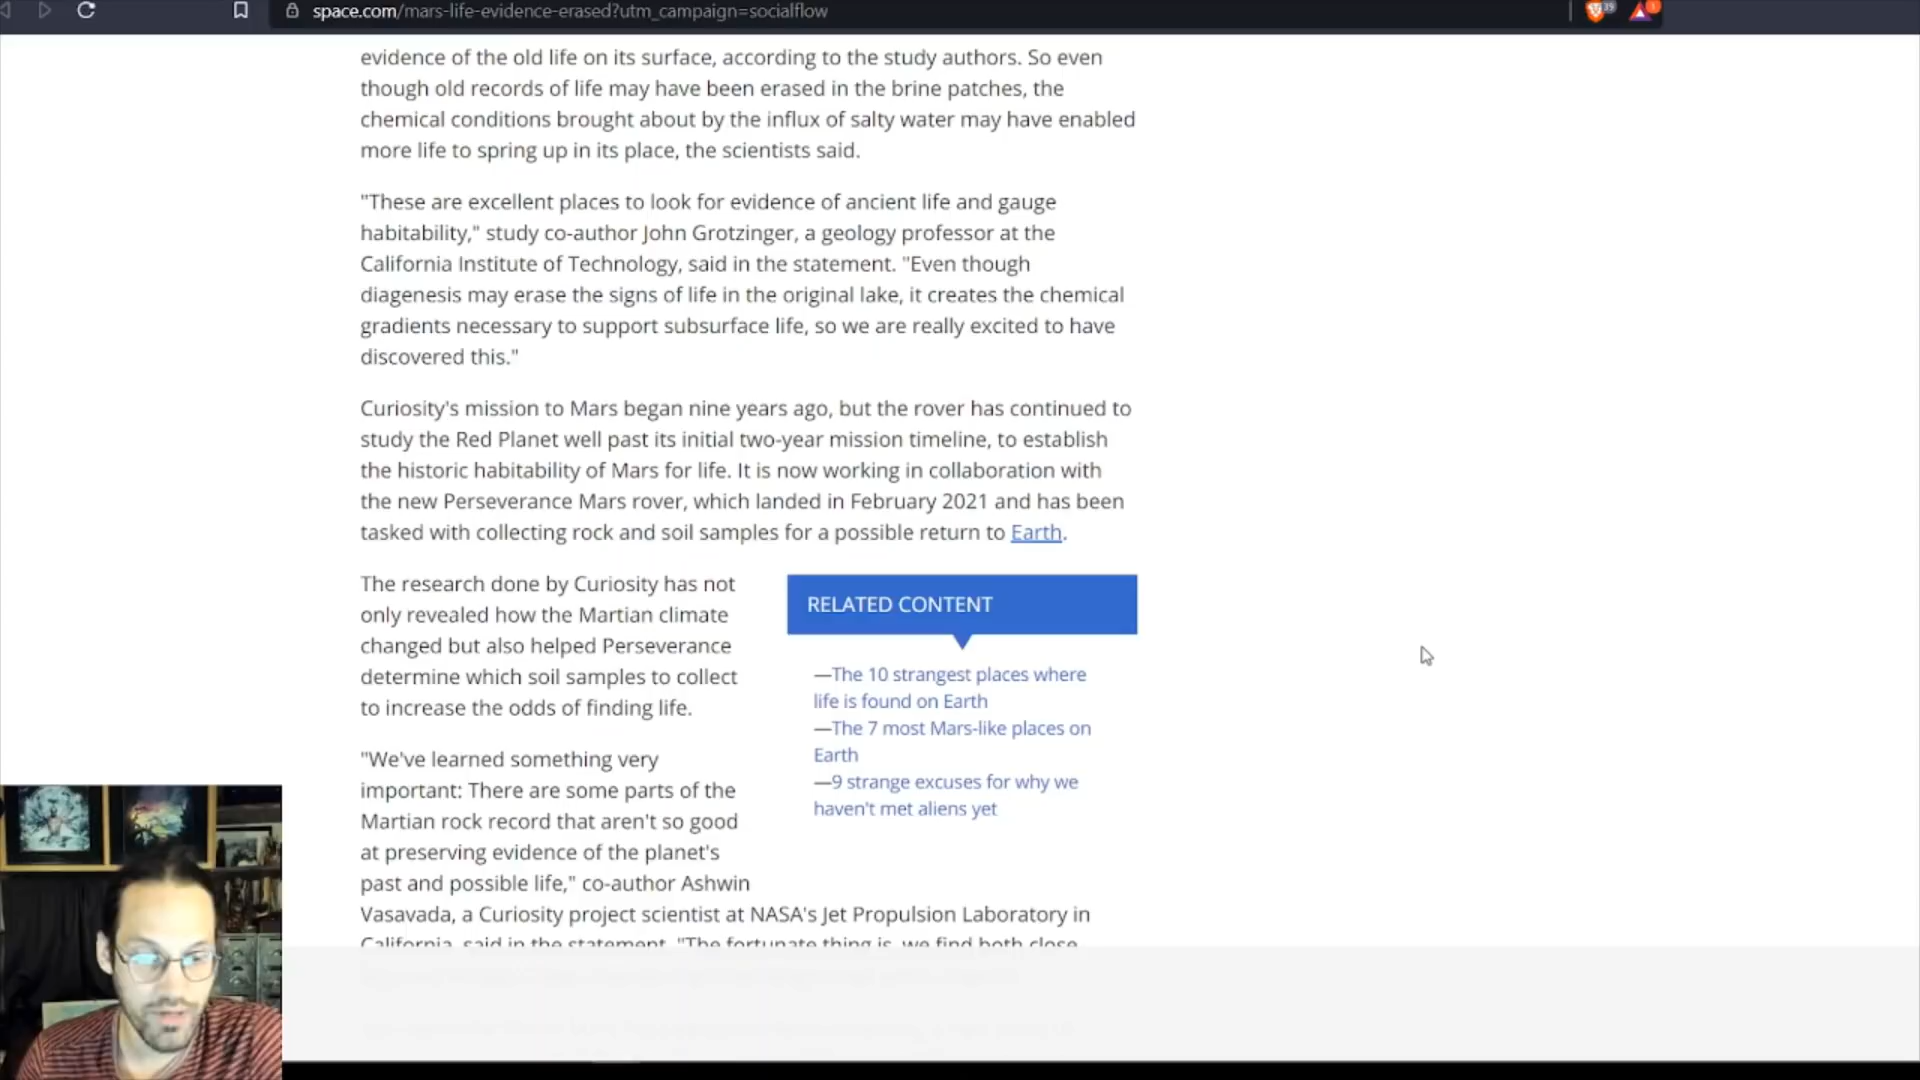 space.com/mars-life-evidence-erased?utm_campaign=socialflow
evidence of the old life on its surface, according to the study authors. So even
though old records of life may have been erased in the brine patches, the
chemical conditions brought about by the influx of salty water may have enabled
more life to spring up in its place, the scientists said.
"These are excellent places to look for evidence of ancient life and gauge
habitability," study co-author John Grotzinger, a geology professor at the
California Institute of Technology, said in the statement. "Even though
diagenesis may erase the signs of life in the original lake, it creates the chemical
gradients necessary to support subsurface life, so we are really excited to have
discovered this."
Curiosity's mission to Mars began nine years ago, but the rover has continued to
study the Red Planet well past its initial two-year mission timeline, to establish
the historic habitability of Mars for life. It is now working in collaboration with
the new Perseverance Mars rover, which landed in February 2021 and has been
tasked with collecting rock and soil samples for a possible return to Earth.
The research done by Curiosity has not
only revealed how the Martian climate
changed but also helped Perseverance
determine which soil samples to collect
to increase the odds of finding life.
RELATED CONTENT
—The 10 strangest places where
life is found on Earth
—The 7 most Mars-like places on
Earth
—9 strange excuses for why we
haven't met aliens yet
"We've learned something very
important: There are some parts of the
Martian rock record that aren't so good
at preserving evidence of the planet's
past and possible life," co-author Ashwin
Vasavada, a Curiosity project scientist at NASA's Jet Propulsion Laboratory in
California, said in the statement. "The fortunate thing is, we find both close